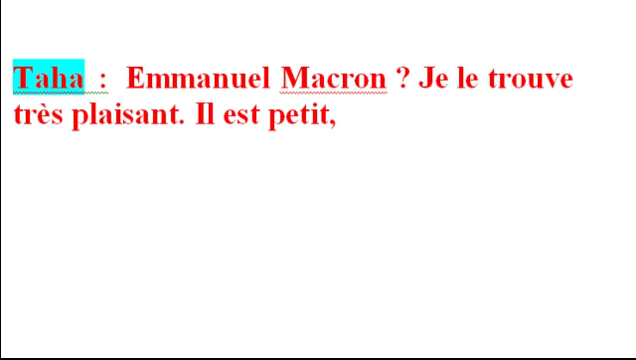 Taha : Emmanuel Macron ? Je le trouve
très plaisant. Il est petit,